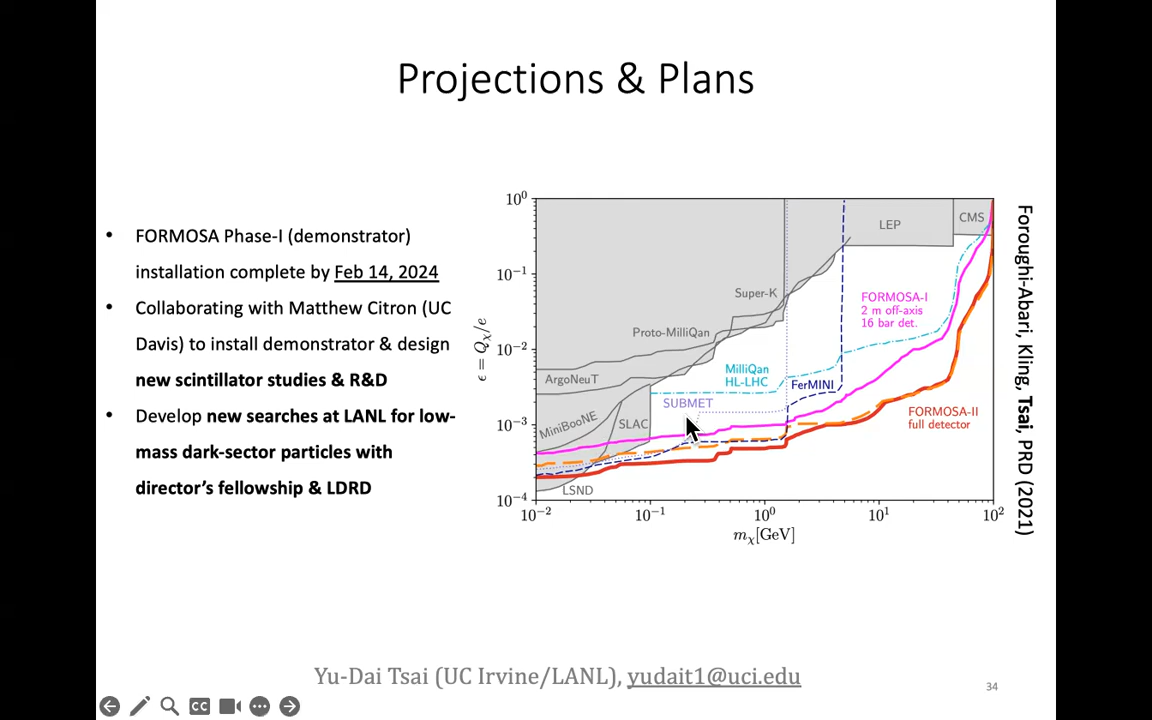 Projections & Plans
• FORMOSA Phase-I (demonstrator)
installation complete by Feb 14, 2024
• Collaborating with Matthew Citron (UC
Davis) to install demonstrator & design
new scintillator studies & R&D
• Develop new searches at LANL for low-
mass dark-sector particles with
director's fellowship & LDRD
ϵ = Qχ/e
10⁰
10⁻¹
10⁻²
10⁻³
10⁻⁴
LEP
CMS
Super-K
FORMOSA-I
2 m off-axis
16 bar det.
Proto-MilliQan
ArgoNeuT
MilliQan
HL-LHC
FerMINI
SUBMET
MiniBooNE
SLAC
FORMOSA-II
full detector
LSND
10⁻²
10⁻¹
10⁰
10¹
10²
mχ[GeV]
Foroughi-Abari, Kling, Tsai, PRD (2021)
Yu-Dai Tsai (UC Irvine/LANL), yudait1@uci.edu
34
CC